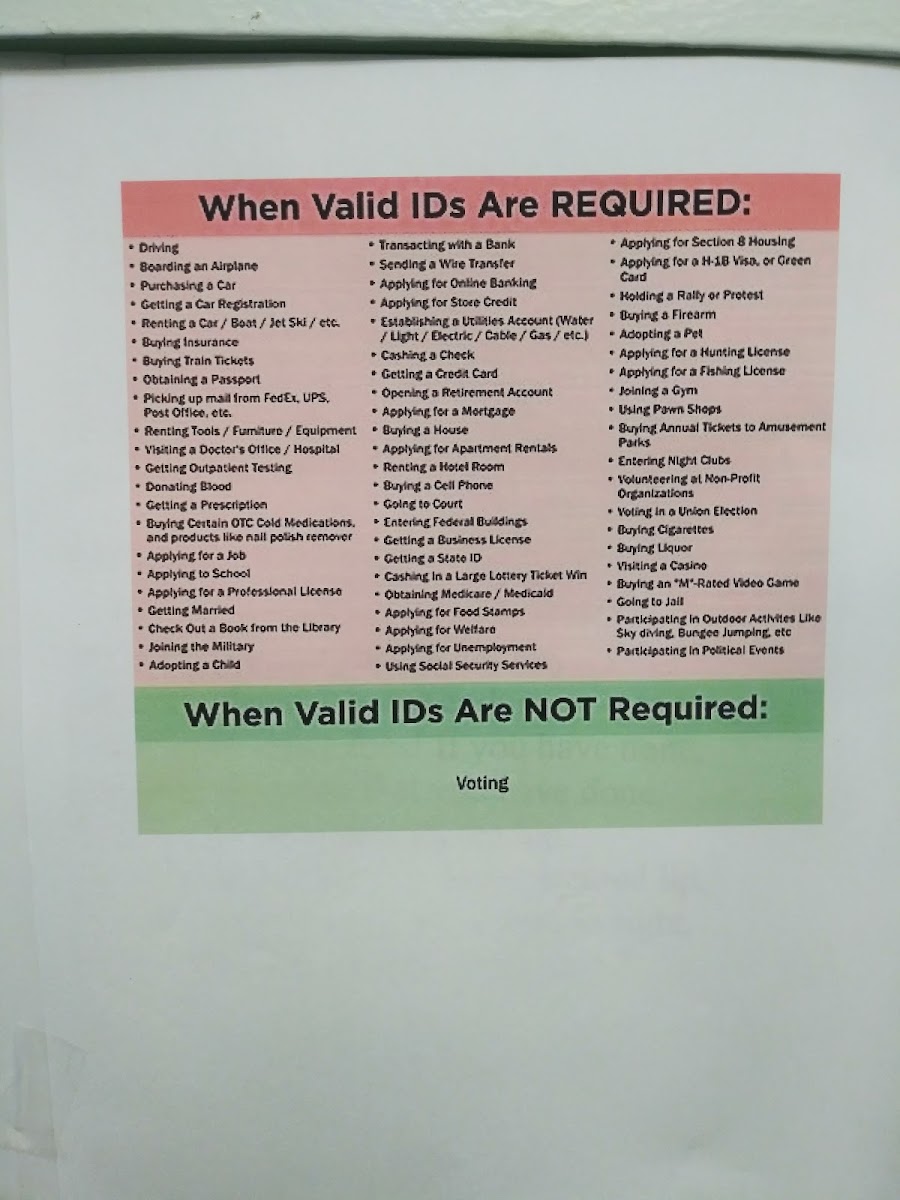 When Valid IDs Are REQUIRED:
• Driving
• Boarding an Airplane
• Purchasing a Car
• Getting a Car Registration
• Renting a Car / Boat / Jet Ski / etc.
• Buying Insurance
• Buying Train Tickets
• Obtaining a Passport
• Picking up mail from FedEx, UPS,
Post Office, etc.
• Renting Tools / Furniture / Equipment
• Visiting a Doctor's Office / Hospital
• Getting Outpatient Testing
• Donating Blood
• Getting a Prescription
• Buying Certain OTC Cold Medications,
and products like nail polish remover
• Applying for a Job
• Applying to School
• Applying for a Professional License
• Getting Married
• Check Out a Book from the Library
• Joining the Military
• Adopting a Child
• Transacting with a Bank
• Sending a Wire Transfer
• Applying for Online Banking
• Applying for Store Credit
• Establishing a Utilities Account (Water
/ Light / Electric / Cable / Gas / etc.)
• Cashing a Check
• Getting a Credit Card
• Opening a Retirement Account
• Applying for a Mortgage
• Buying a House
• Applying for Apartment Rentals
• Renting a Hotel Room
• Buying a Cell Phone
• Going to Court
• Entering Federal Buildings
• Getting a Business License
• Getting a State ID
• Cashing in a Large Lottery Ticket Win
• Obtaining Medicare / Medicaid
• Applying for Food Stamps
• Applying for Welfare
• Applying for Unemployment
• Using Social Security Services
• Applying for Section 8 Housing
• Applying for a H-1B Visa, or Green
Card
• Holding a Rally or Protest
• Buying a Firearm
• Adopting a Pet
• Applying for a Hunting License
• Applying for a Fishing License
• Joining a Gym
• Using Pawn Shops
• Buying Annual Tickets to Amusement
Parks
• Entering Night Clubs
• Volunteering at Non-Profit
Organizations
• Voting in a Union Election
• Buying Cigarettes
• Buying Liquor
• Visiting a Casino
• Buying an "M"-Rated Video Game
• Going to Jail
• Participating in Outdoor Activites Like
Sky diving, Bungee Jumping, etc
• Participating in Political Events
When Valid IDs Are NOT Required:
If you have
Voting